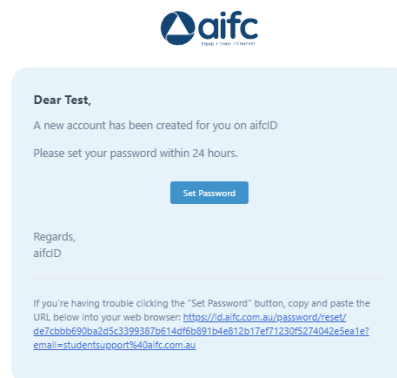 aifc
Dear Test,
A new account has been created for you on aifcID
Please set your password within 24 hours.
Set Password
Regards,
aifcID
If you're having trouble clicking the "Set Password" button, copy and paste the
URL below into your web browser: https://id.aifc.com.au/password/reset/
de7cbbb690ba2d5c3399387b614df6b891b4e812b17ef71230f5274042e5ea1e?
email=studentsupport%40aifc.com.au